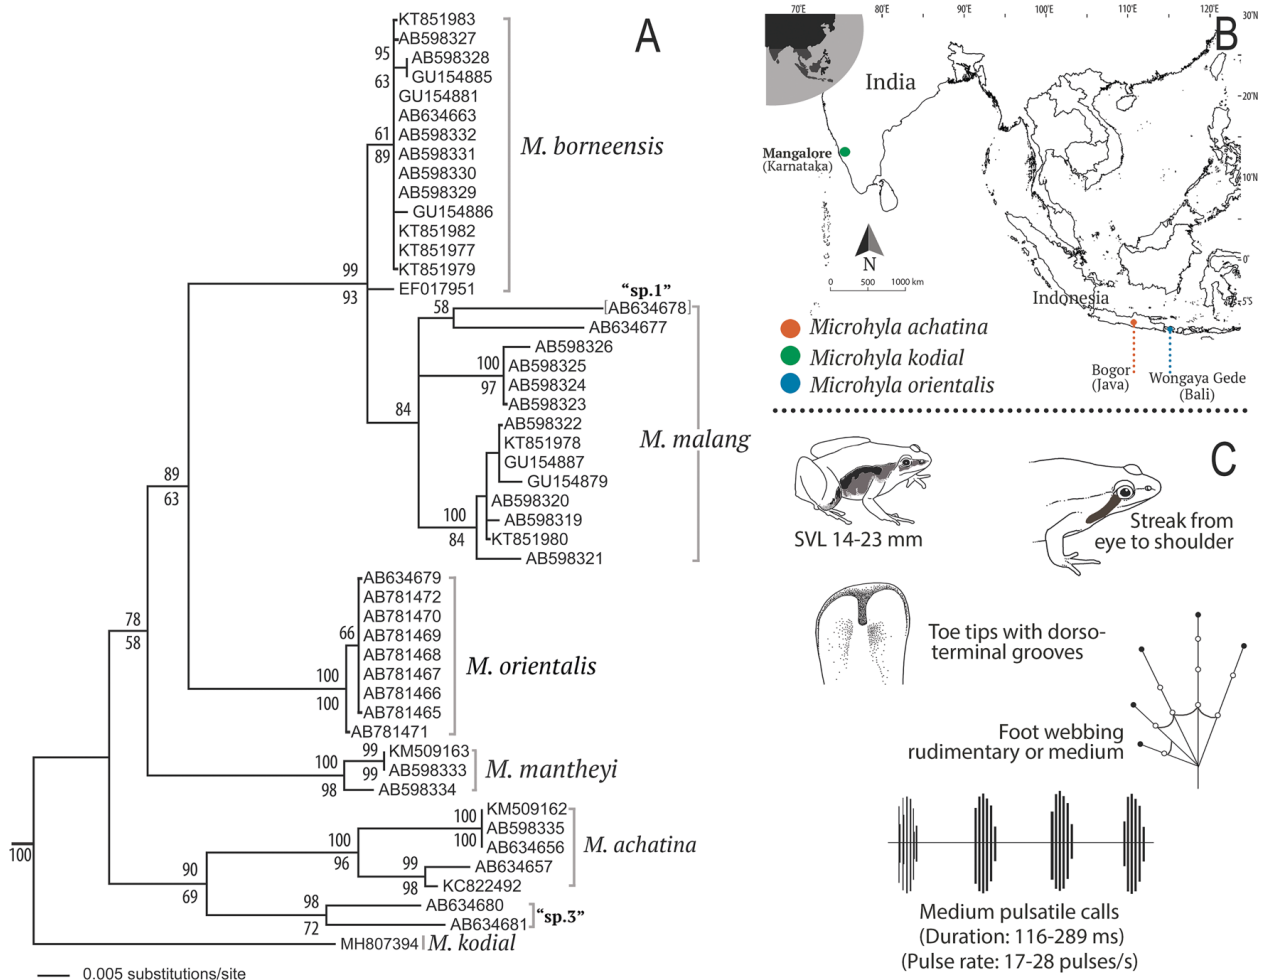 A
KT851983
AB598327
95
AB598328
63
GU154885
GU154881
AB634663
61
AB598332
89
AB598331
M. borneensis
AB598330
AB598329
GU154886
KT851982
KT851977
99
KT851979
93
EF017951
"sp.1"
58
AB634678
AB634677
AB598326
100
AB598325
97
AB598324
AB598323
84
AB598322
KT851978
M. malang
GU154887
GU154879
AB598320
100
AB598319
84
KT851980
AB598321
89
63
AB634679
AB781472
AB781470
66
AB781469
AB781468
M. orientalis
100
AB781467
100
AB781466
AB781465
AB781471
78
58
99
KM509163
100
99
AB598333
M. mantheyi
98
AB598334
KM509162
100
AB598335
100
AB634656
M. achatina
100
96
99
AB634657
98
KC822492
90
69
98
AB634680
72
AB634681
"sp.3"
100
MH807394
M. kodial
0.005 substitutions/site
B
70°E
80°E
90°E
100°E
110°E
120°E
30°N
20°N
10°N
0°
5°S
India
Mangalore
(Karnataka)
N
0 500 1000 km
Indonesia
Microhyla achatina
Microhyla kodial
Microhyla orientalis
Bogor
(Java)
Wongaya Gede
(Bali)
C
SVL 14-23 mm
Streak from
eye to shoulder
Toe tips with dorso-
terminal grooves
Foot webbing
rudimentary or medium
Medium pulsatile calls
(Duration: 116-289 ms)
(Pulse rate: 17-28 pulses/s)